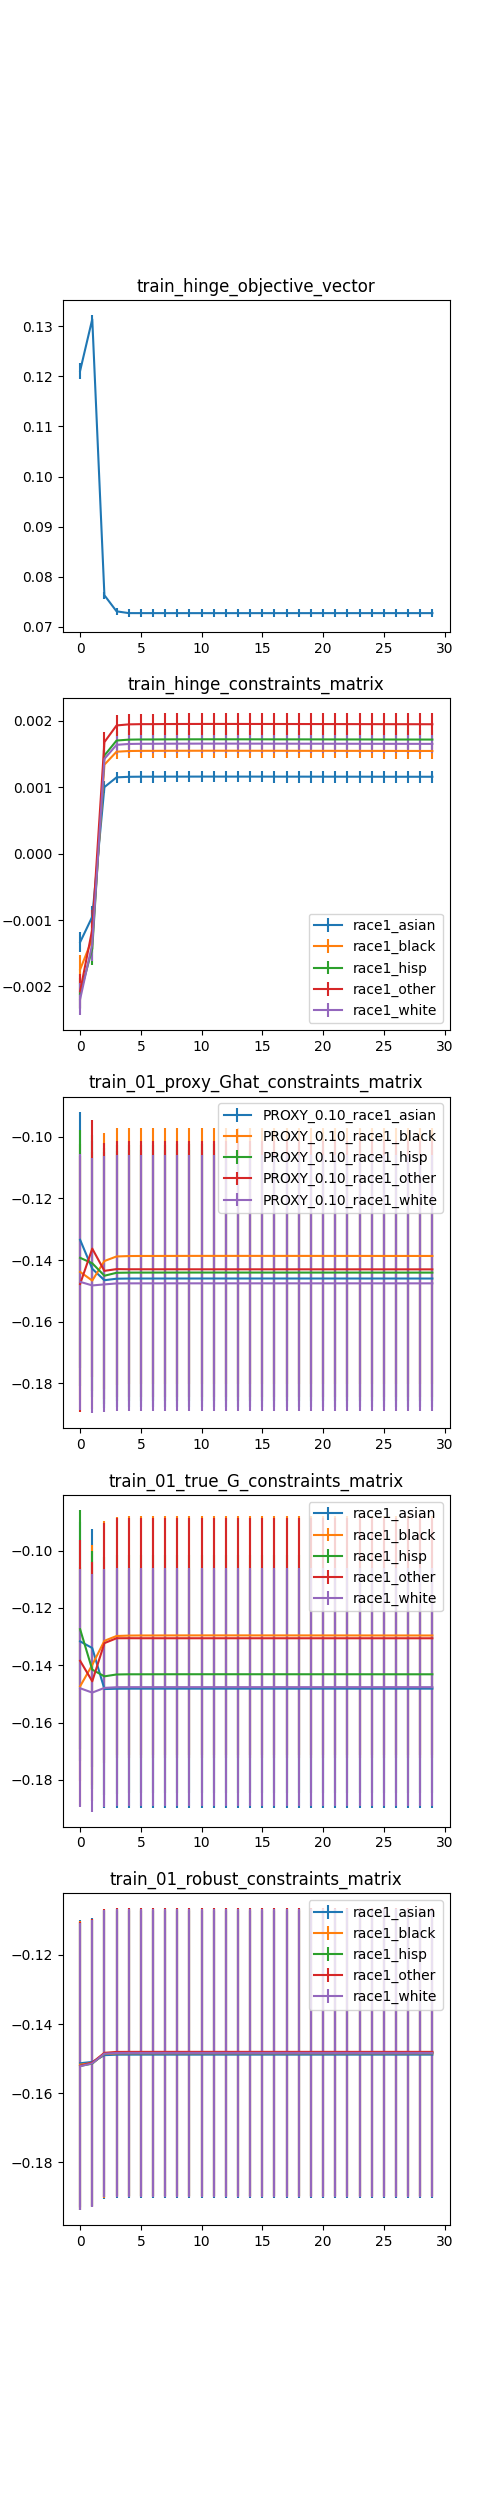 train_hinge_objective_vector
0.13
0.12
0.11
0.10
0.09
0.08
0.07
0 5 10 15 20 25 30
train_hinge_constraints_matrix
0.002
0.001
0.000
−0.001
−0.002
race1_asian
race1_black
race1_hisp
race1_other
race1_white
0 5 10 15 20 25 30
train_01_proxy_Ghat_constraints_matrix
−0.10
−0.12
−0.14
−0.16
−0.18
PROXY_0.10_race1_asian
PROXY_0.10_race1_black
PROXY_0.10_race1_hisp
PROXY_0.10_race1_other
PROXY_0.10_race1_white
0 5 10 15 20 25 30
train_01_true_G_constraints_matrix
−0.10
−0.12
−0.14
−0.16
−0.18
race1_asian
race1_black
race1_hisp
race1_other
race1_white
0 5 10 15 20 25 30
train_01_robust_constraints_matrix
−0.12
−0.14
−0.16
−0.18
race1_asian
race1_black
race1_hisp
race1_other
race1_white
0 5 10 15 20 25 30